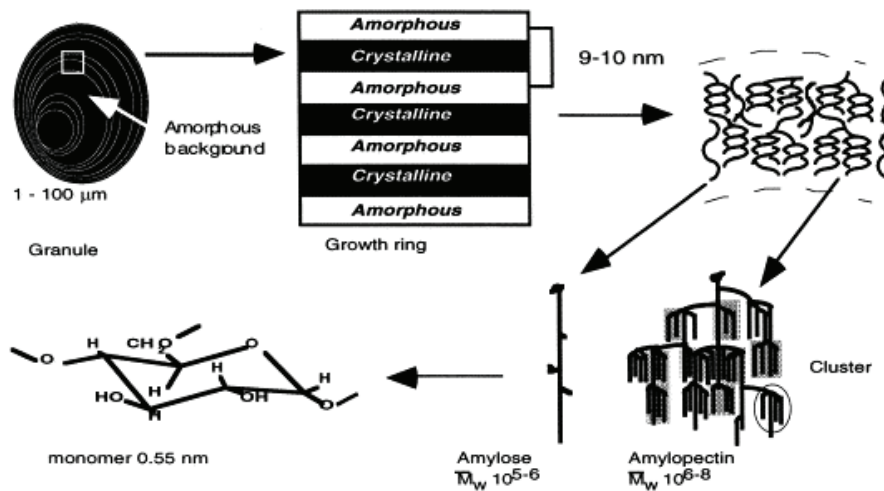 Amorphous
Crystalline
Amorphous
Crystalline
Amorphous
Crystalline
Amorphous
9-10 nm
Amorphous
background
1 - 100 μm
Granule
Growth ring
H
CH2
O
O
O
H
H
HO
H
OH
H
O
monomer 0.55 nm
Cluster
Amylose
M̅w 10⁵⁻⁶
Amylopectin
M̅w 10⁶⁻⁸